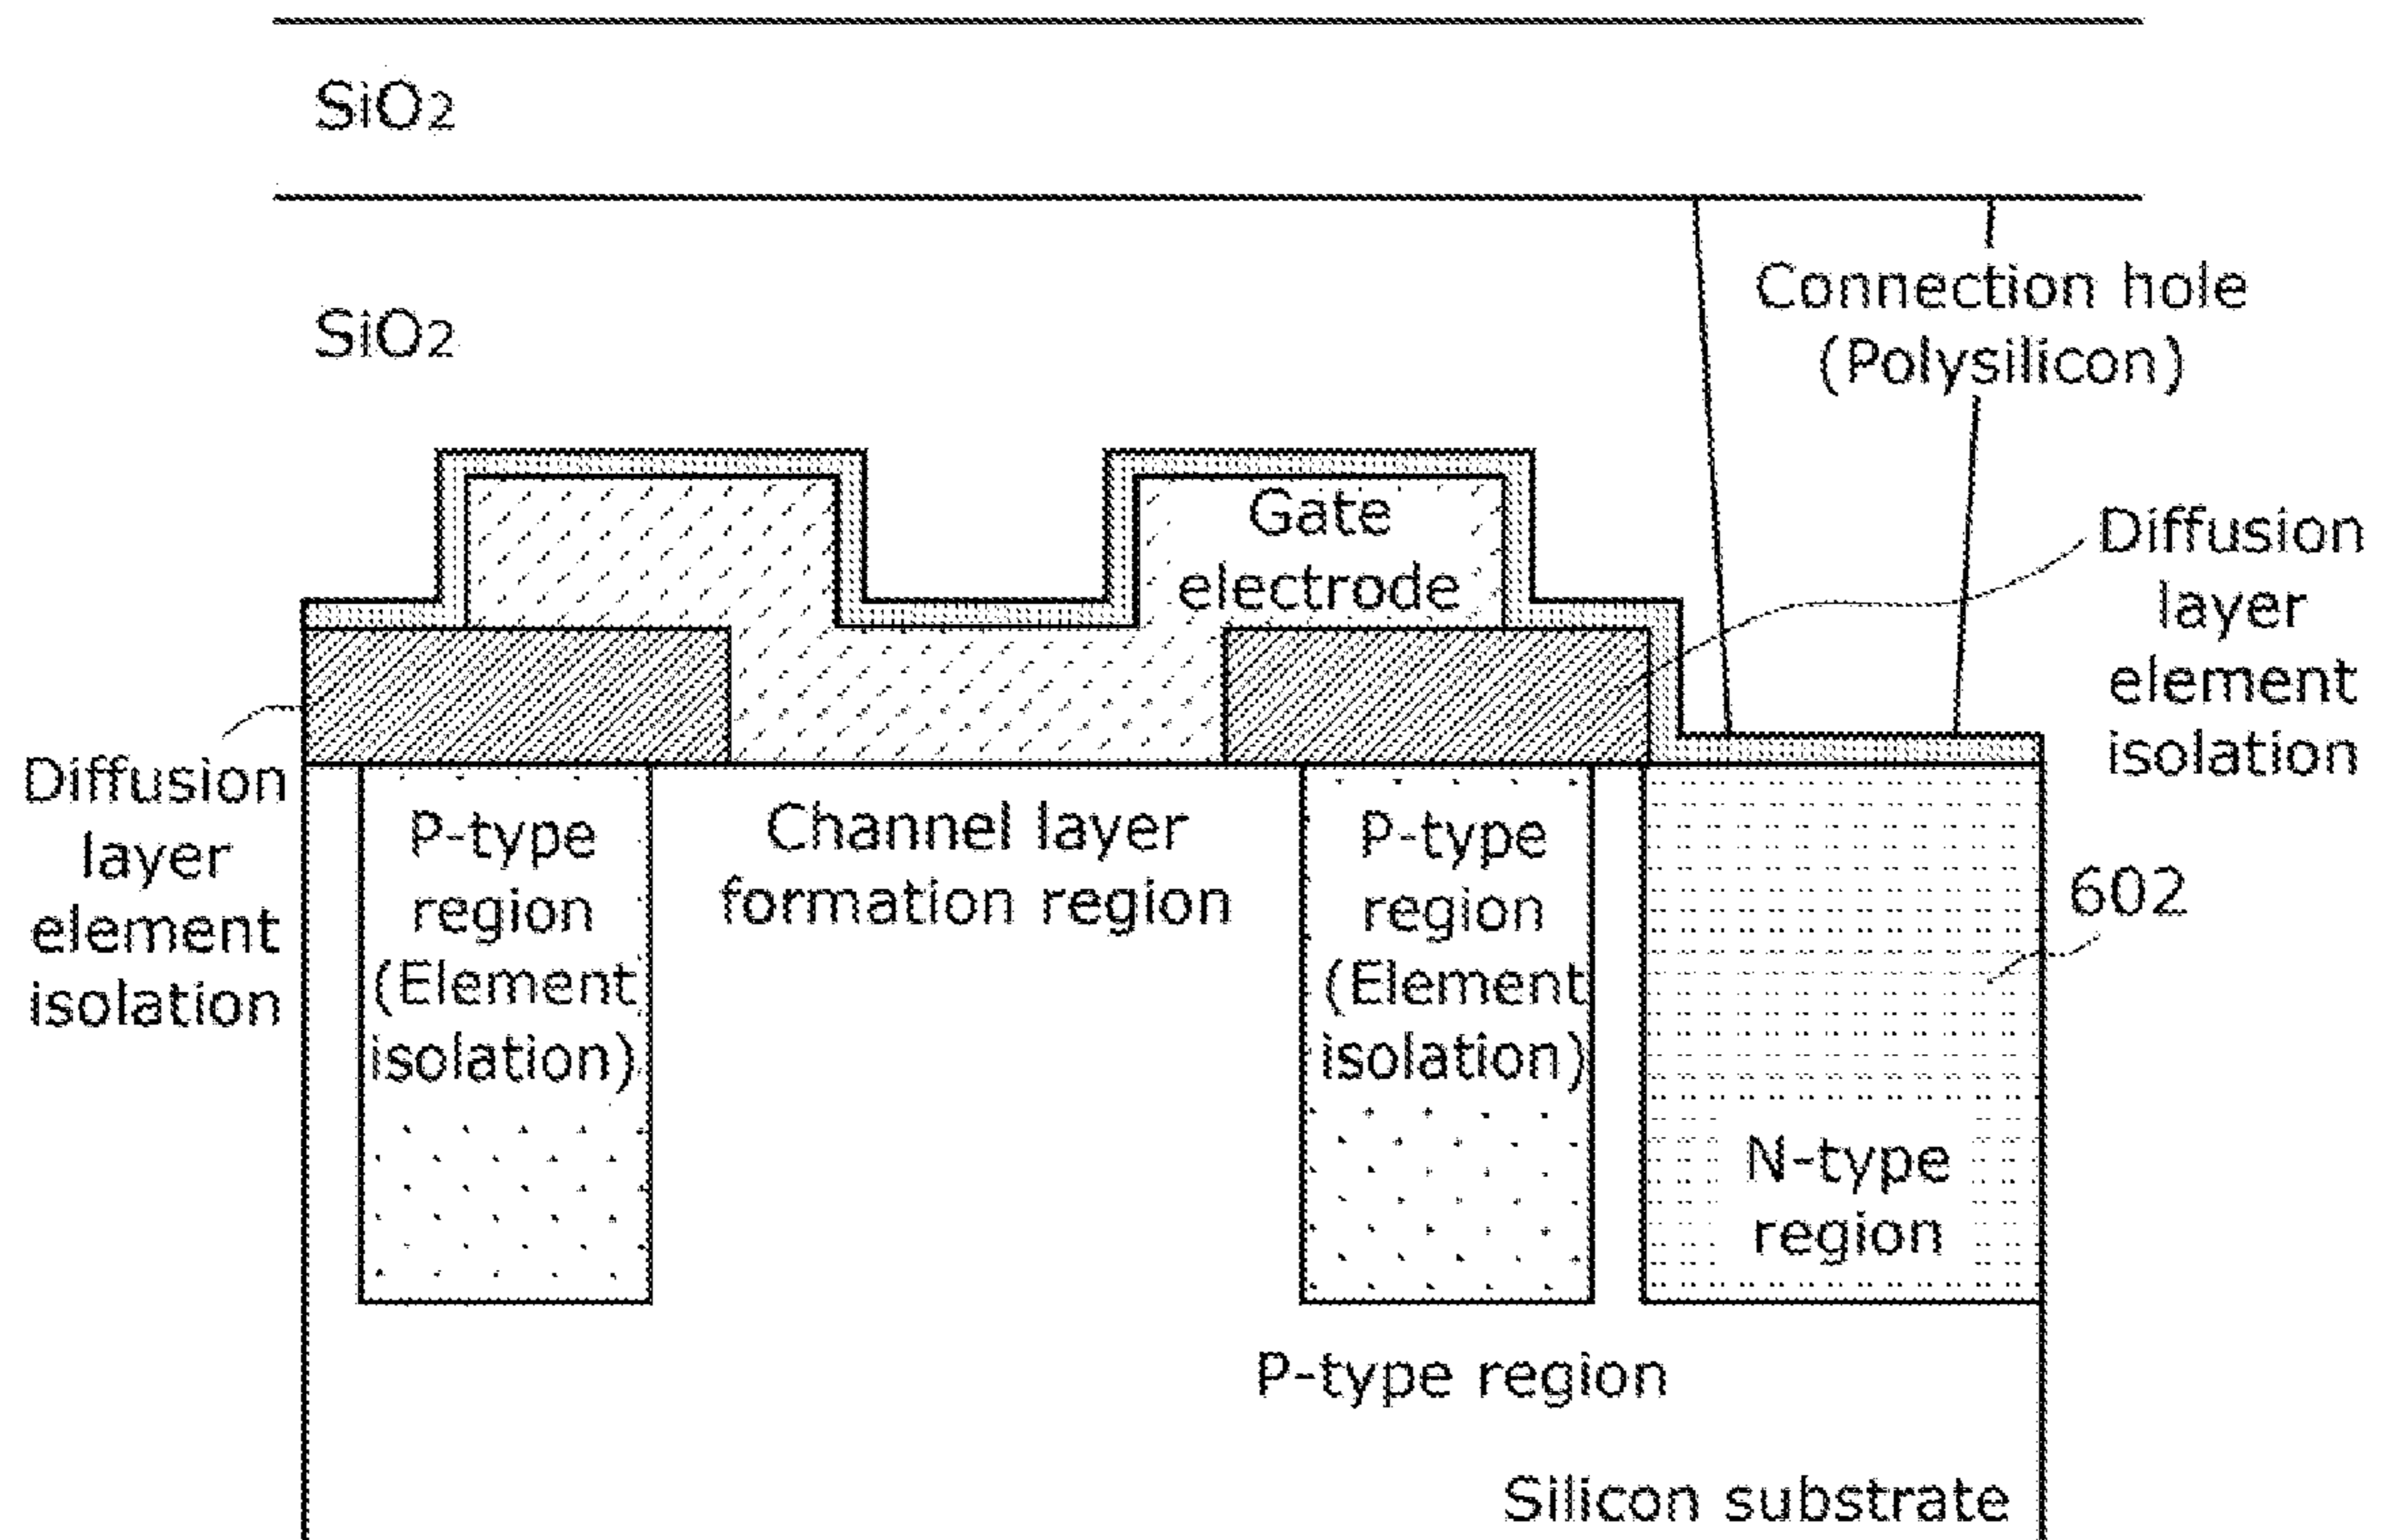 SiO2
SiO2
Connection hole
(Polysilicon)
Gate
electrode
Diffusion
layer
element
isolation
Diffusion
layer
element
isolation
P-type
region
(Element
isolation)
Channel layer
formation region
P-type
region
(Element
isolation)
602
N-type
region
P-type region
Silicon substrate